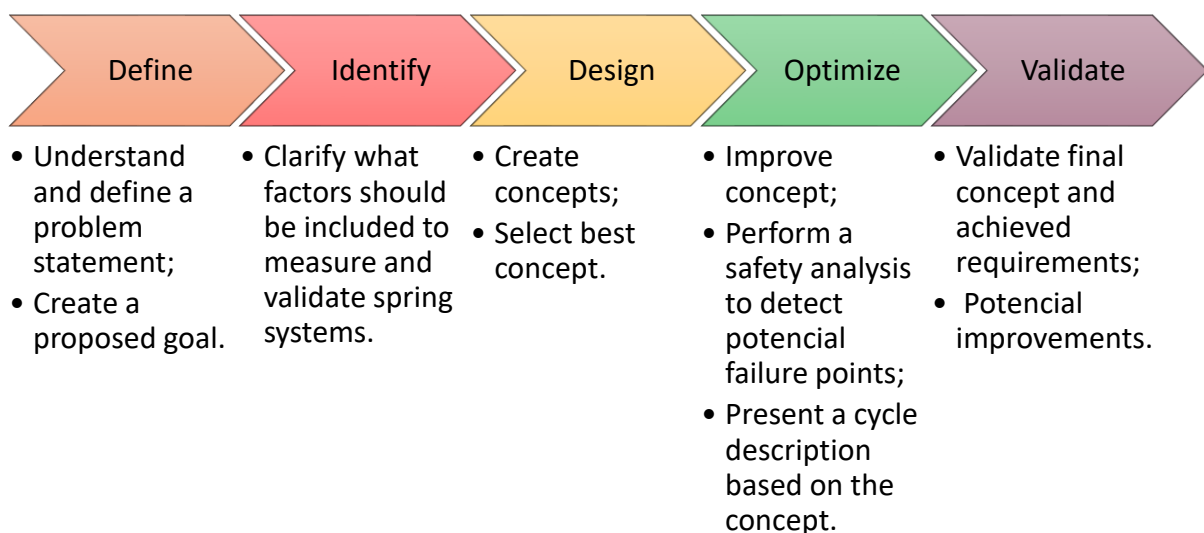 Define
Identify
Design
Optimize
Validate
• Understand
and define a
problem
statement;
• Create a
proposed goal.
• Clarify what
factors should
be included to
measure and
validate spring
systems.
• Create
concepts;
• Select best
concept.
• Improve
concept;
• Perform a
safety analysis
to detect
potencial
failure points;
• Present a cycle
description
based on the
concept.
• Validate final
concept and
achieved
requirements;
• Potencial
improvements.